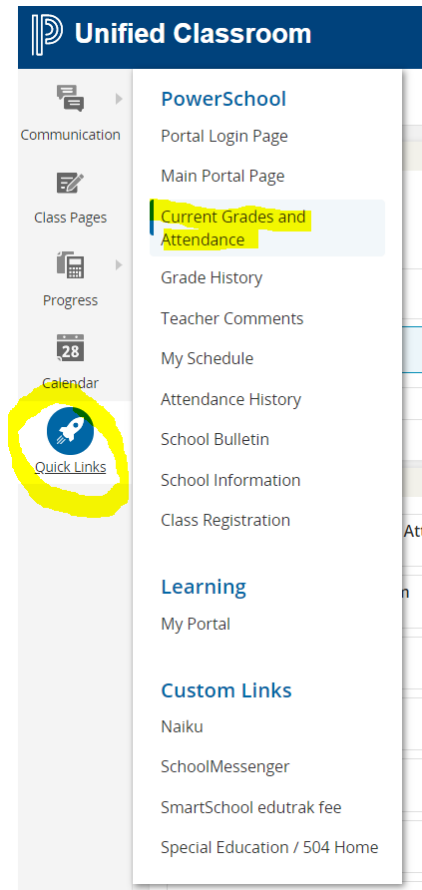 Unified Classroom
Communication
Class Pages
Progress
28
Calendar
Quick Links
PowerSchool
Portal Login Page
Main Portal Page
Current Grades and
Attendance
Grade History
Teacher Comments
My Schedule
Attendance History
School Bulletin
School Information
Class Registration
Learning
My Portal
Custom Links
Naiku
SchoolMessenger
SmartSchool edutrak fee
Special Education / 504 Home